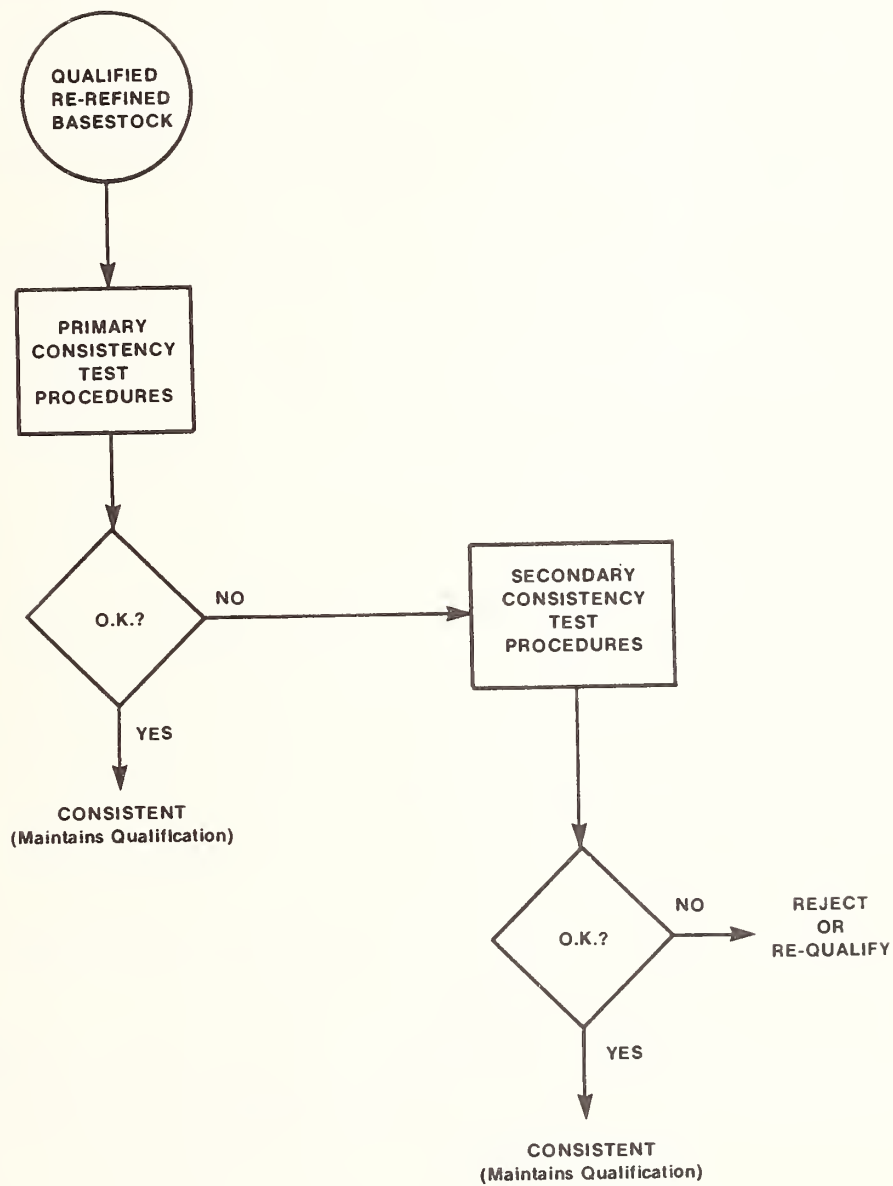 QUALIFIED
RE-REFINED
BASESTOCK
PRIMARY
CONSISTENCY
TEST
PROCEDURES
O.K.?
NO
YES
CONSISTENT
(Maintains Qualification)
SECONDARY
CONSISTENCY
TEST
PROCEDURES
O.K.?
NO
REJECT
OR
RE-QUALIFY
YES
CONSISTENT
(Maintains Qualification)